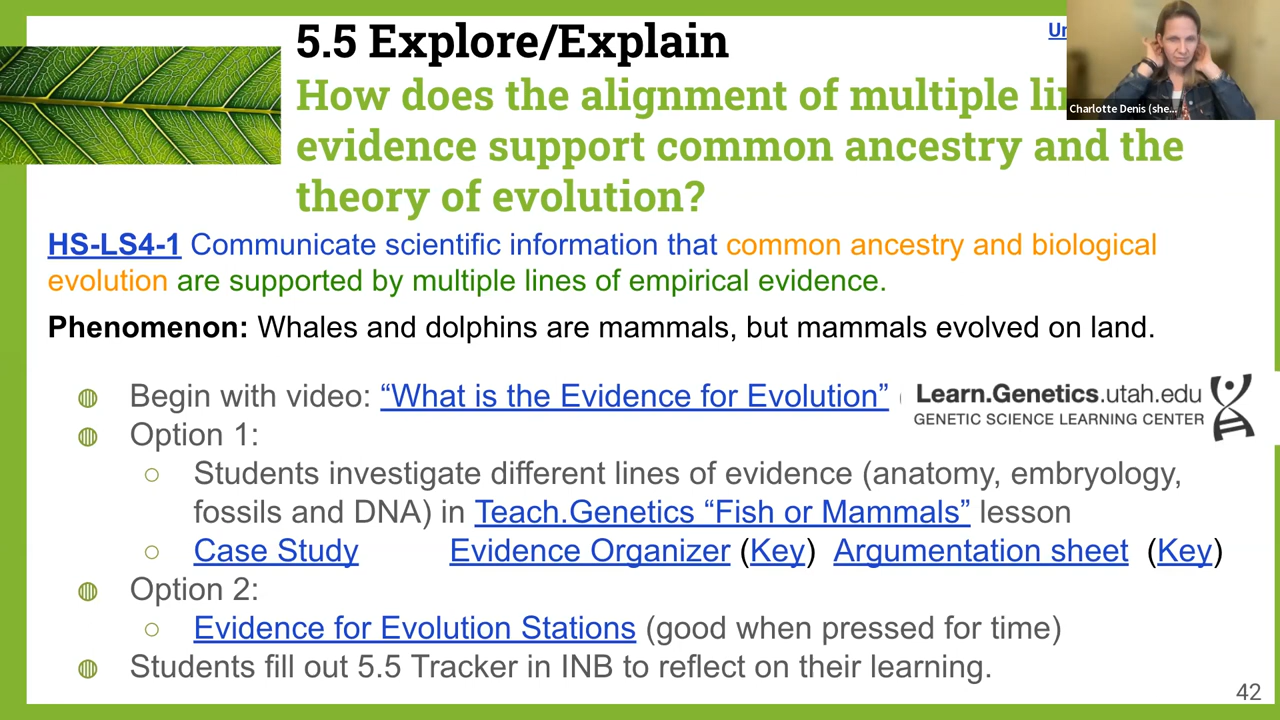 5.5 Explore/Explain
How does the alignment of multiple
evidence support common ancestry and the
theory of evolution?
Charlotte Denis (she...
HS-LS4-1 Communicate scientific information that common ancestry and biological
evolution are supported by multiple lines of empirical evidence.
Phenomenon: Whales and dolphins are mammals, but mammals evolved on land.
Begin with video: “What is the Evidence for Evolution”
Learn.Genetics.utah.edu
GENETIC SCIENCE LEARNING CENTER
Option 1:
Students investigate different lines of evidence (anatomy, embryology,
fossils and DNA) in Teach.Genetics “Fish or Mammals” lesson
Case Study Evidence Organizer (Key) Argumentation sheet (Key)
Option 2:
Evidence for Evolution Stations (good when pressed for time)
Students fill out 5.5 Tracker in INB to reflect on their learning.
42